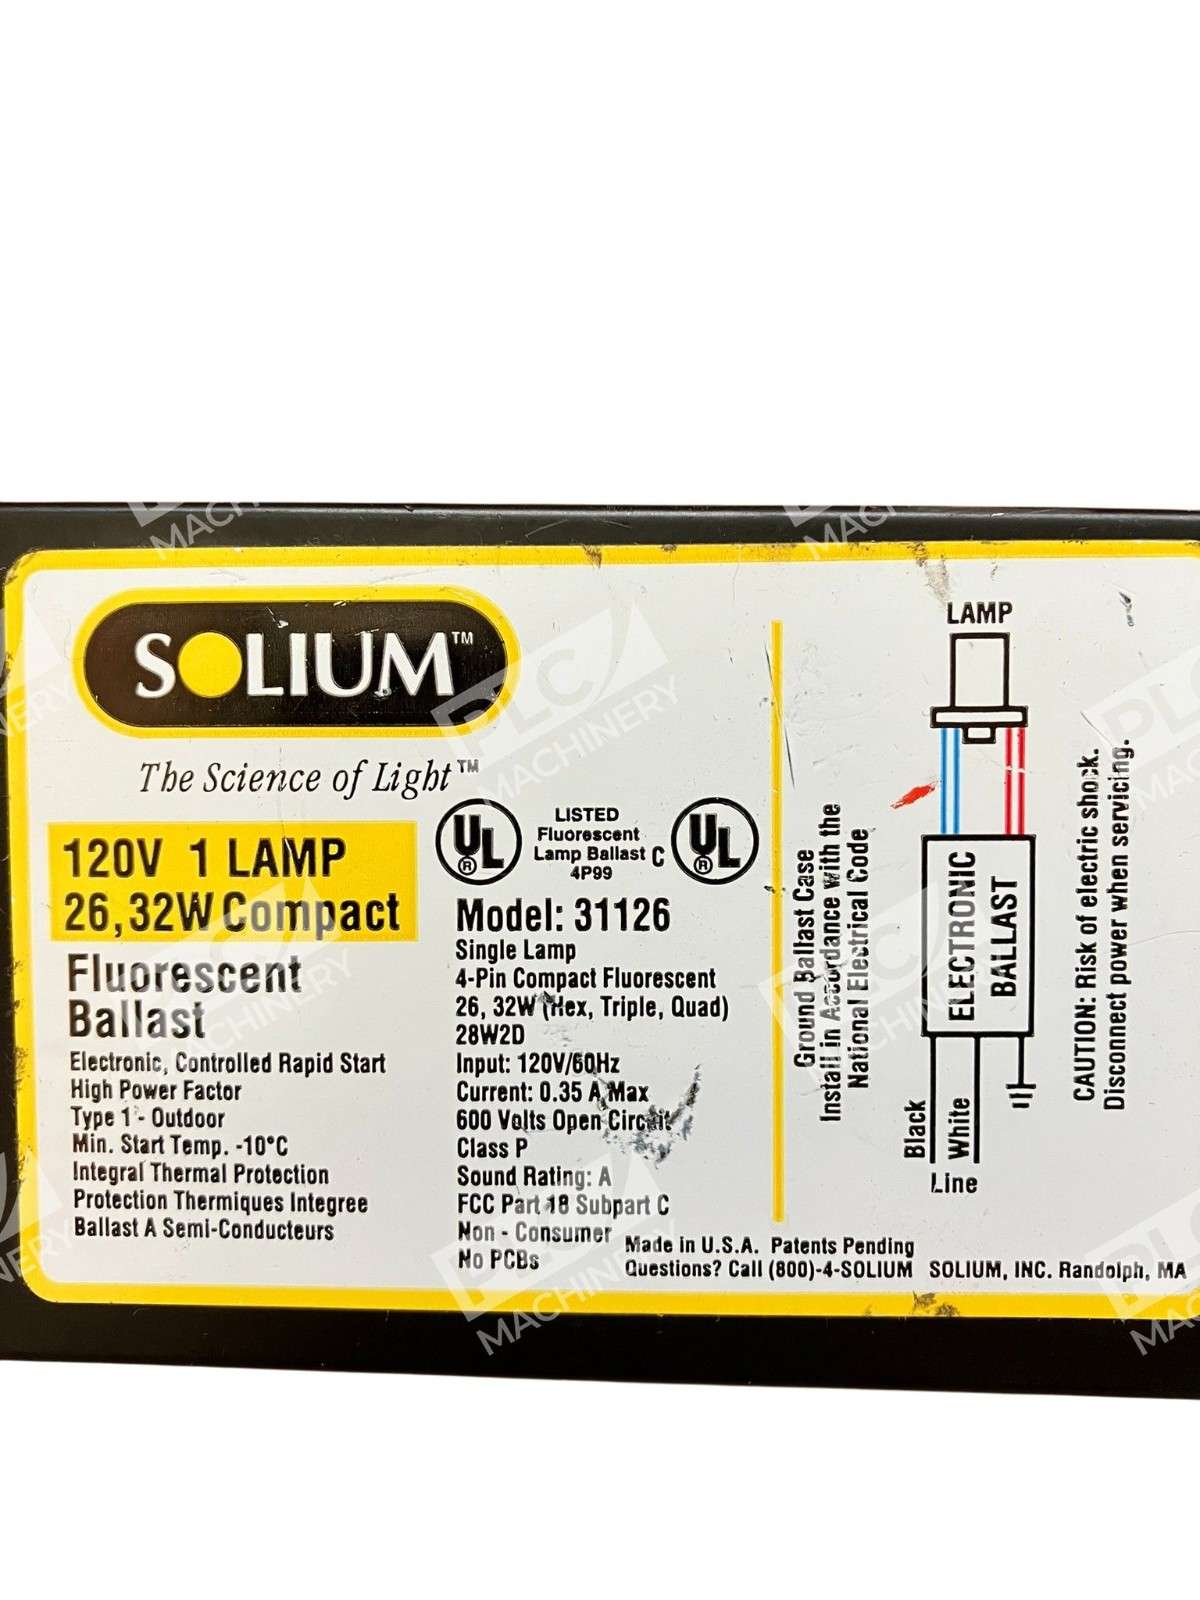 SOLIUM™
The Science of Light™
120V 1 LAMP
26,32W Compact
Fluorescent
Ballast
Electronic, Controlled Rapid Start
High Power Factor
Type 1 - Outdoor
Min. Start Temp. -10°C
Integral Thermal Protection
Protection Thermiques Integree
Ballast A Semi-Conducteurs
UL®
LISTED
Fluorescent
Lamp Ballast
4P99
C UL®
Model: 31126
Single Lamp
4-Pin Compact Fluorescent
26, 32W (Hex, Triple, Quad)
28W2D
Input: 120V/60Hz
Current: 0.35 A Max
600 Volts Open Circuit
Class P
Sound Rating: A
FCC Part 18 Subpart C
Non - Consumer
No PCBs
Made in U.S.A. Patents Pending
Questions? Call (800)-4-SOLIUM SOLIUM, INC. Randolph, MA
Ground Ballast Case
Install in Accordance with the
National Electrical Code
LAMP
ELECTRONIC
BALLAST
Black
White
Line
CAUTION: Risk of electric shock.
Disconnect power when servicing.
PLC
MACHINERY